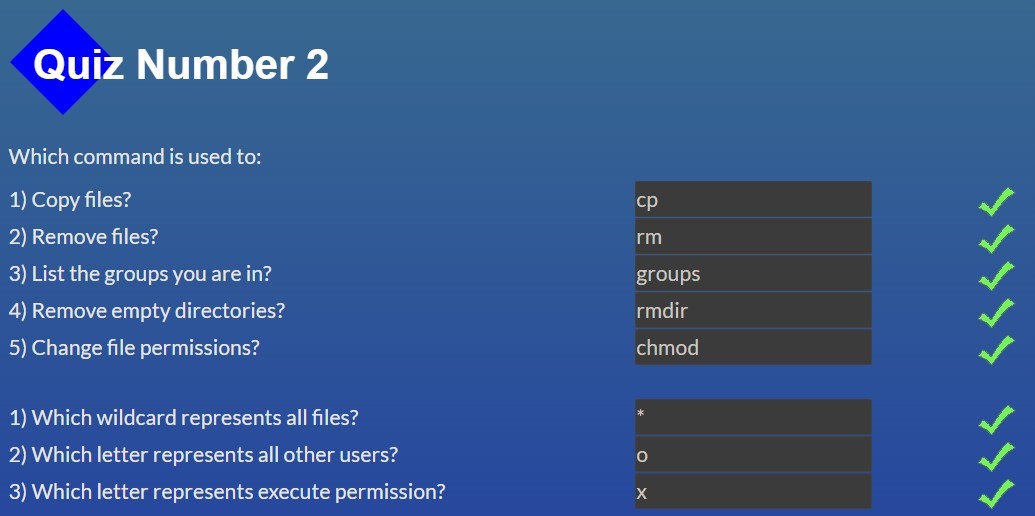 Quiz Number 2
Which command is used to:
1) Copy files? cp
2) Remove files? rm
3) List the groups you are in? groups
4) Remove empty directories? rmdir
5) Change file permissions? chmod
1) Which wildcard represents all files? *
2) Which letter represents all other users? o
3) Which letter represents execute permission? x